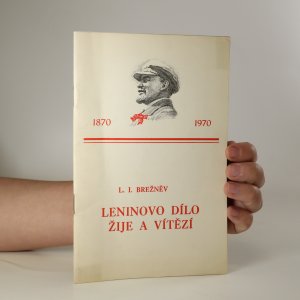 1870 1970
L. I. BREŽNĚV
LENINOVO DÍLO
ŽIJE A VÍTĚZÍ